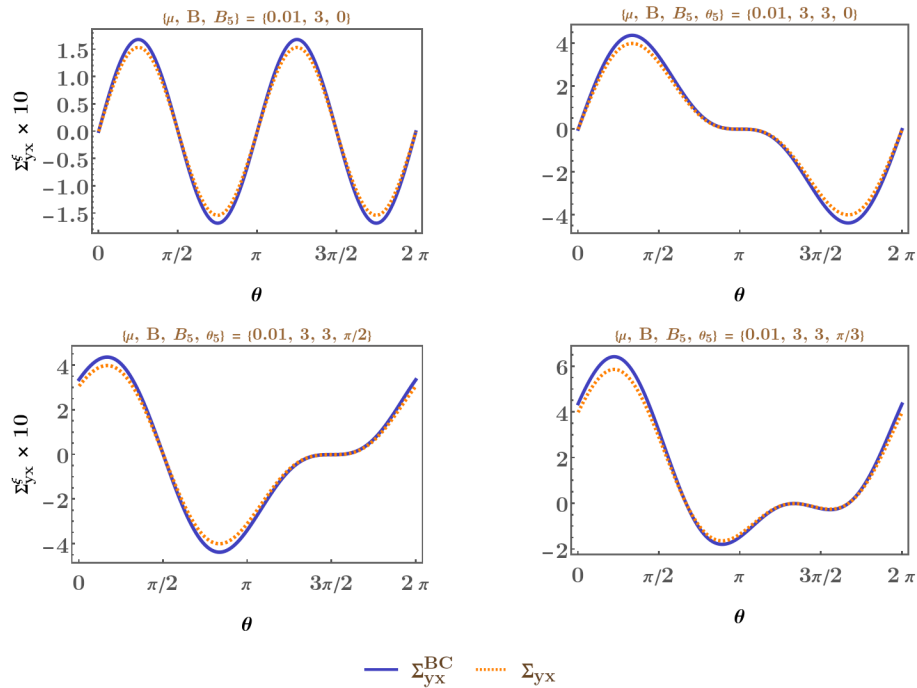 {μ, B, B₅} = {0.01, 3, 0}
1.5
1.0
0.5
0.0
-0.5
-1.0
-1.5
Σ^ξ_yx × 10
0 π/2 π 3π/2 2 π
θ
{μ, B, B₅, θ₅} = {0.01, 3, 3, 0}
4
2
0
-2
-4
0 π/2 π 3π/2 2 π
θ
{μ, B, B₅, θ₅} = {0.01, 3, 3, π/2}
4
2
0
-2
-4
Σ^ξ_yx × 10
0 π/2 π 3π/2 2 π
θ
{μ, B, B₅, θ₅} = {0.01, 3, 3, π/3}
6
4
2
0
-2
0 π/2 π 3π/2 2 π
θ
Σ^BC_yx Σ_yx